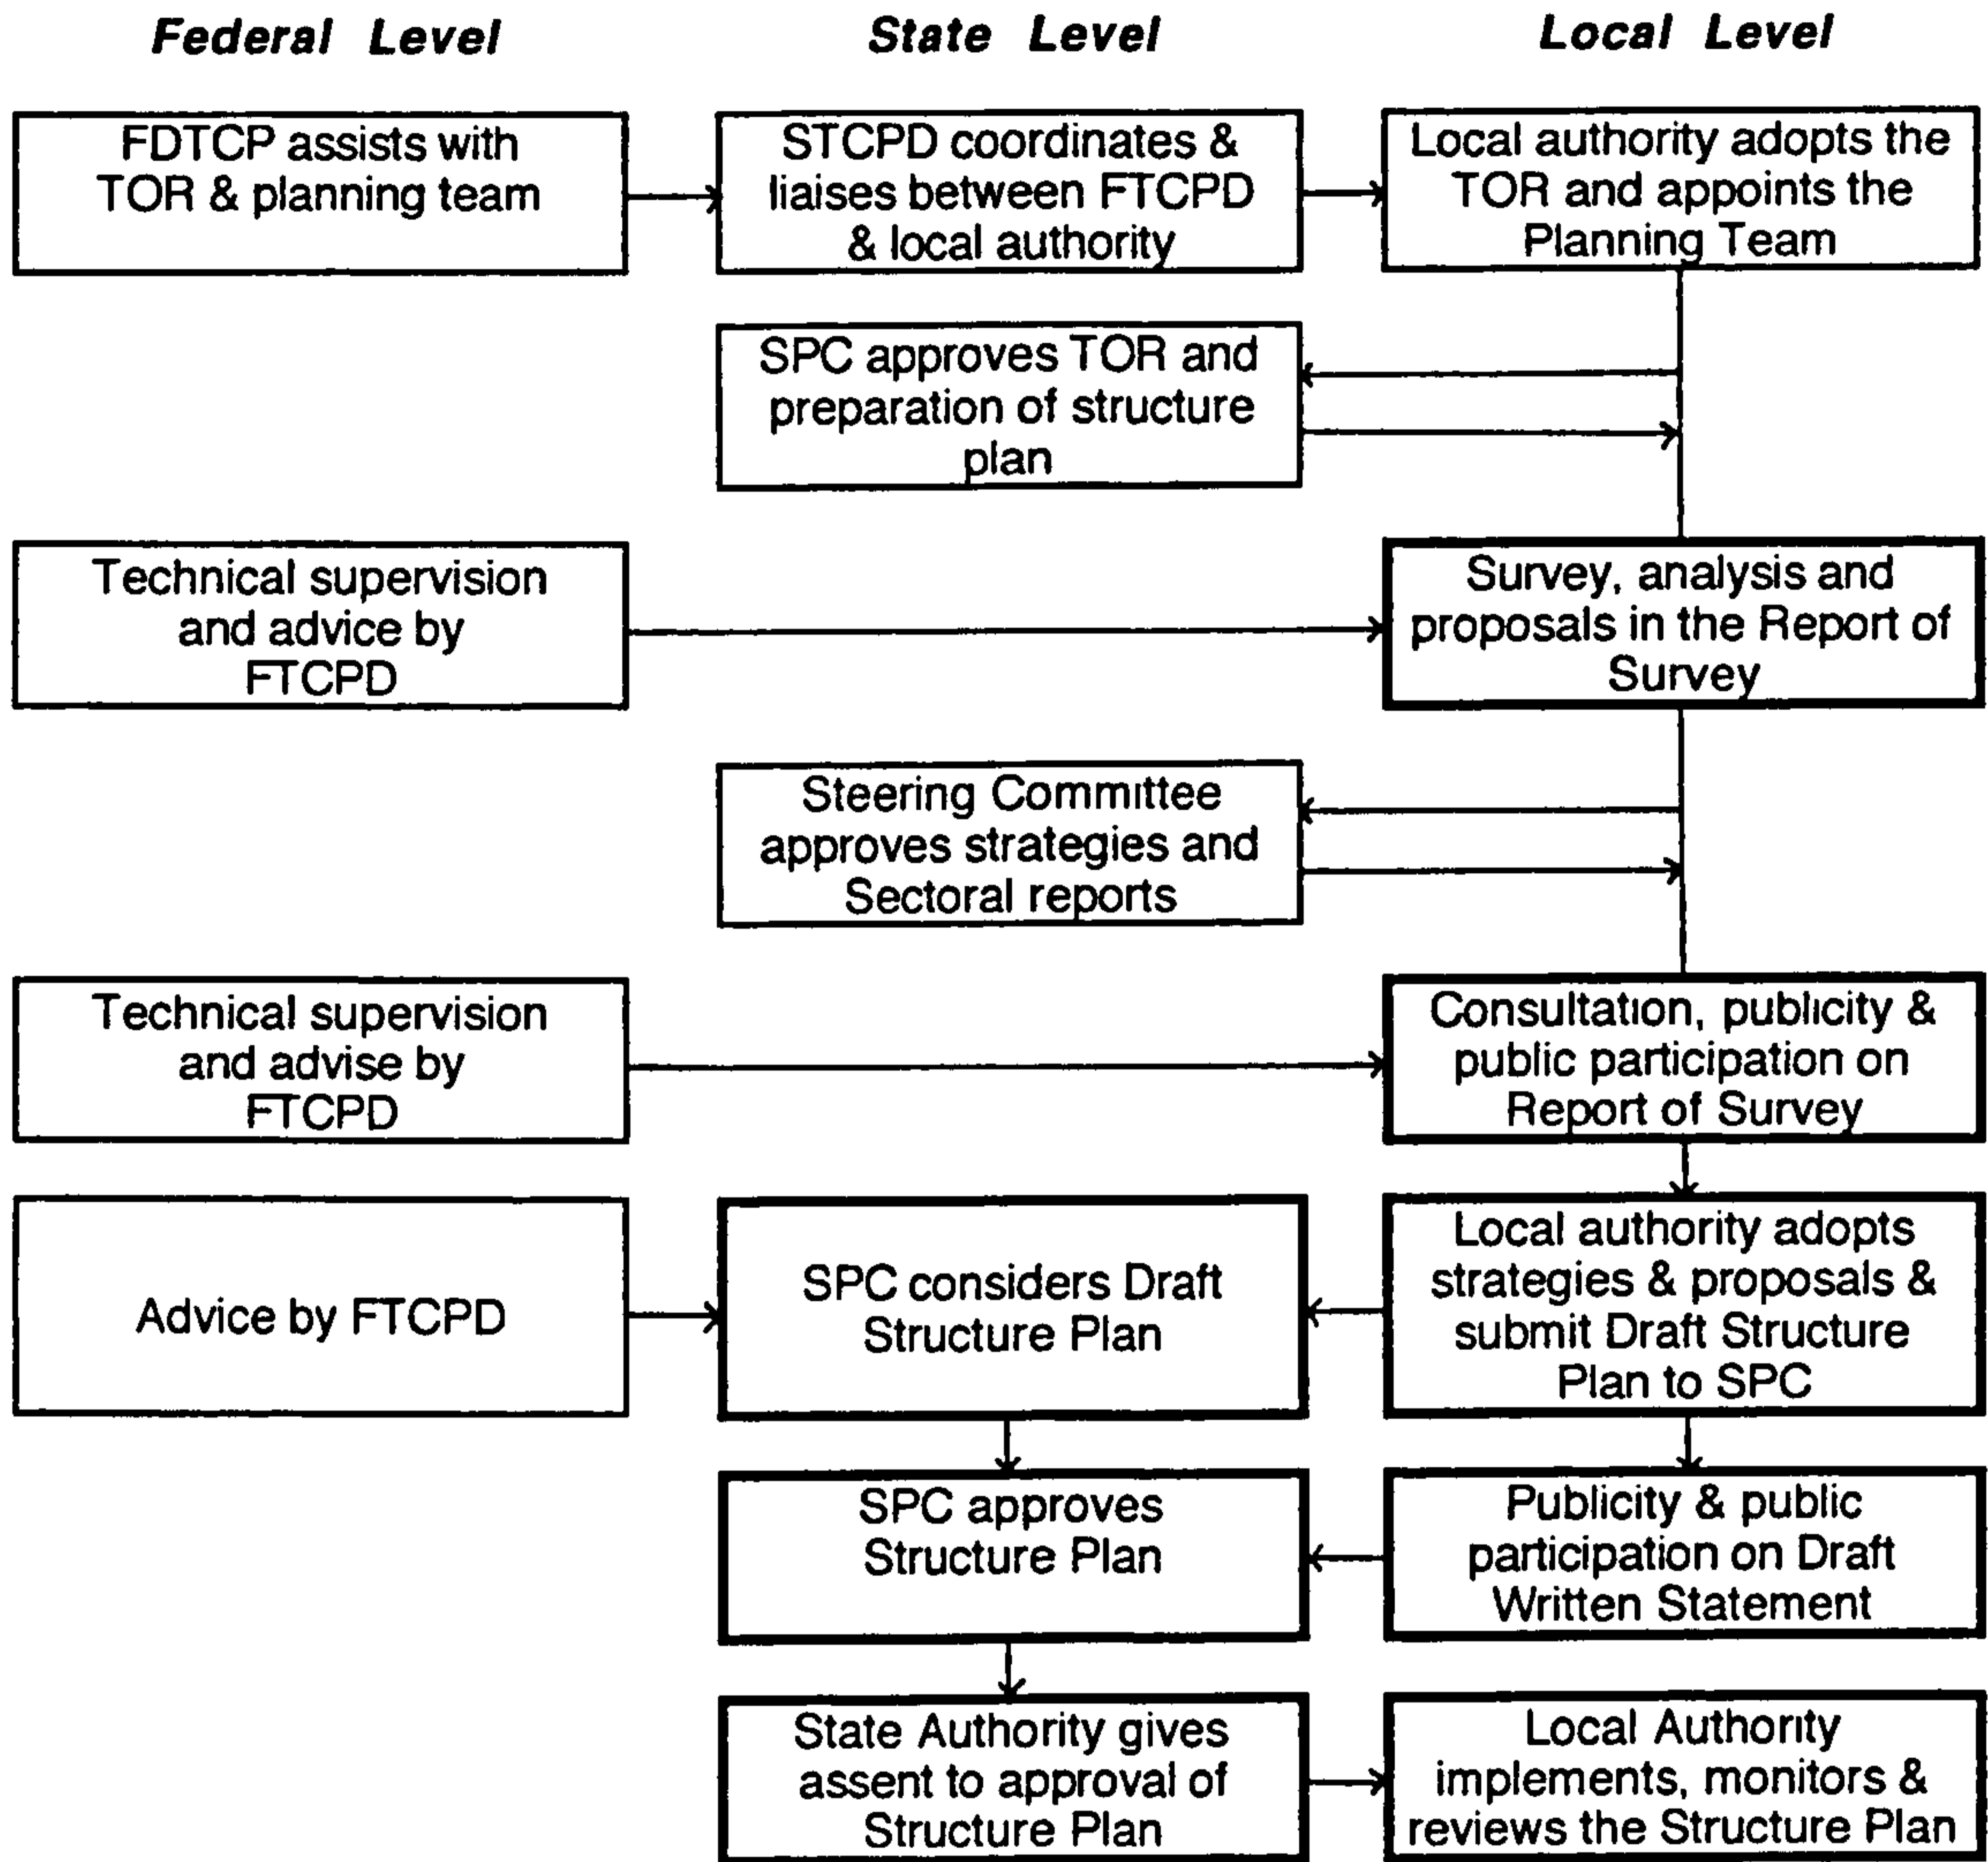 Federal Level
State Level
Local Level
FDTCP assists with
TOR & planning team
STCPD coordinates &
liaises between FTCPD
& local authority
Local authority adopts the
TOR and appoints the
Planning Team
SPC approves TOR and
preparation of structure
plan
Technical supervision
and advice by
FTCPD
Survey, analysis and
proposals in the Report of
Survey
Steering Committee
approves strategies and
Sectoral reports
Technical supervision
and advise by
FTCPD
Consultation, publicity &
public participation on
Report of Survey
Advice by FTCPD
SPC considers Draft
Structure Plan
Local authority adopts
strategies & proposals &
submit Draft Structure
Plan to SPC
SPC approves
Structure Plan
Publicity & public
participation on Draft
Written Statement
State Authority gives
assent to approval of
Structure Plan
Local Authority
implements, monitors &
reviews the Structure Plan